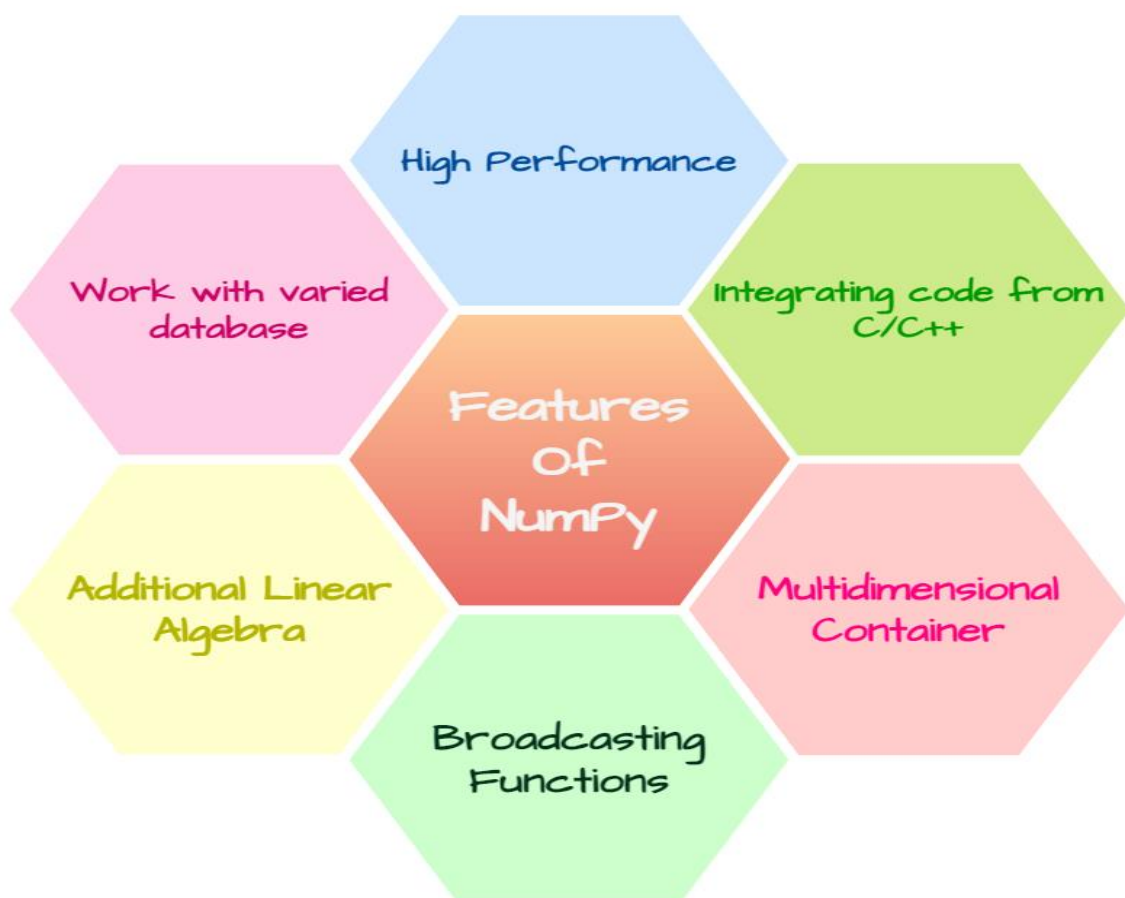 High Performance
Integrating code from
C/C++
Multidimensional
Container
Broadcasting
Functions
Additional Linear
Algebra
Work with varied
database
Features
Of
NumPy